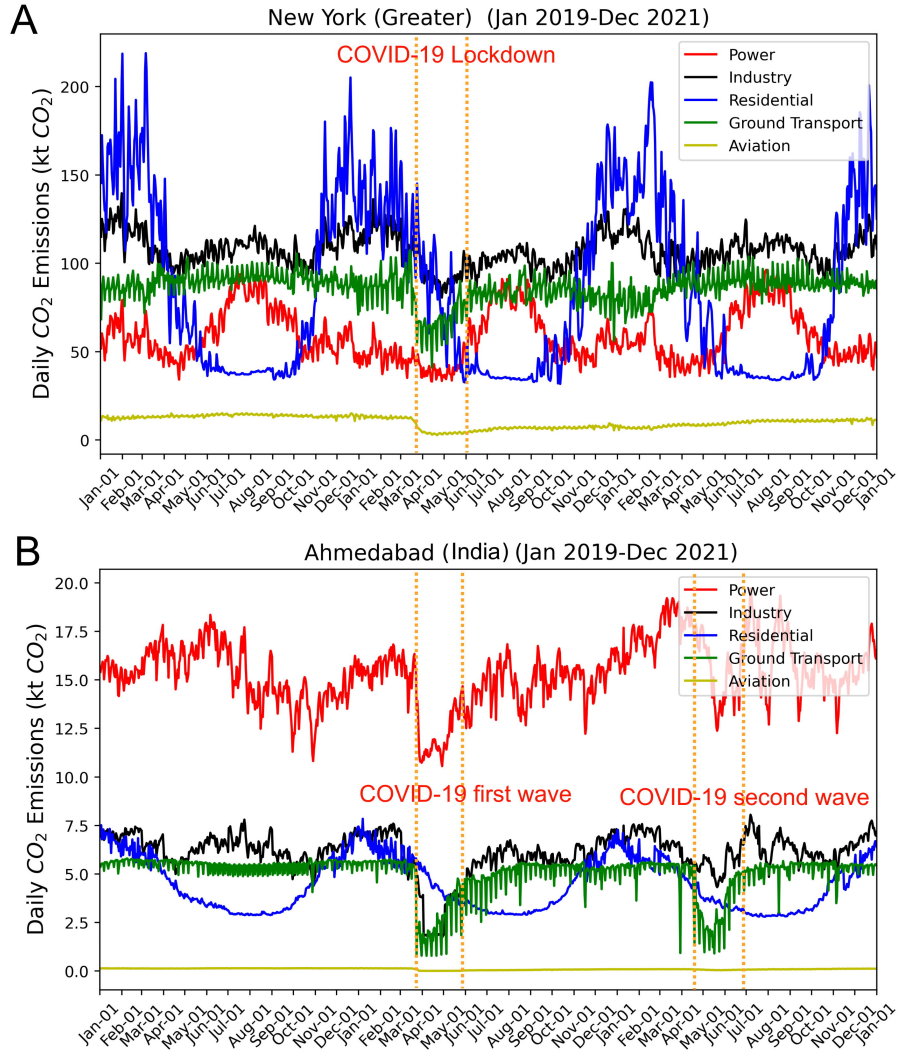 A
New York (Greater) (Jan 2019-Dec 2021)
COVID-19 Lockdown
Power
Industry
Residential
Ground Transport
Aviation
Daily CO2 Emissions (kt CO2)
200
150
100
50
0
Jan-01
Feb-01
Mar-01
Apr-01
May-01
Jun-01
Jul-01
Aug-01
Sep-01
Oct-01
Nov-01
Dec-01
Jan-01
Feb-01
Mar-01
Apr-01
May-01
Jun-01
Jul-01
Aug-01
Sep-01
Oct-01
Nov-01
Dec-01
Jan-01
Feb-01
Mar-01
Apr-01
May-01
Jun-01
Jul-01
Aug-01
Sep-01
Oct-01
Nov-01
Dec-01
Jan-01
B
Ahmedabad (India) (Jan 2019-Dec 2021)
Power
Industry
Residential
Ground Transport
Aviation
COVID-19 first wave
COVID-19 second wave
Daily CO2 Emissions (kt CO2)
20.0
17.5
15.0
12.5
10.0
7.5
5.0
2.5
0.0
Jan-01
Feb-01
Mar-01
Apr-01
May-01
Jun-01
Jul-01
Aug-01
Sep-01
Oct-01
Nov-01
Dec-01
Jan-01
Feb-01
Mar-01
Apr-01
May-01
Jun-01
Jul-01
Aug-01
Sep-01
Oct-01
Nov-01
Dec-01
Jan-01
Feb-01
Mar-01
Apr-01
May-01
Jun-01
Jul-01
Aug-01
Sep-01
Oct-01
Nov-01
Dec-01
Jan-01